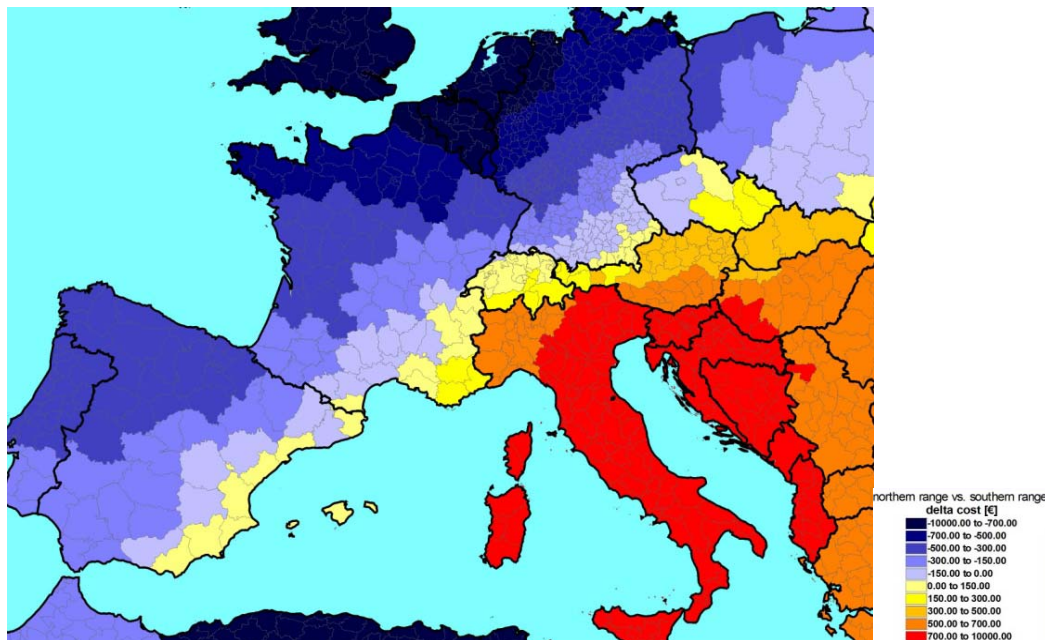 northern range vs. southern range
delta cost [€]
-10000.00 to -700.00
-700.00 to -500.00
-500.00 to -300.00
-300.00 to -150.00
-150.00 to 0.00
0.00 to 150.00
150.00 to 300.00
300.00 to 500.00
500.00 to 700.00
700.00 to 10000.00